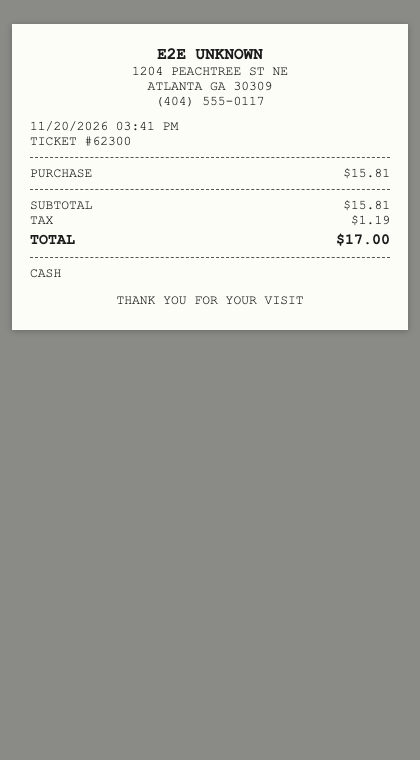 E2E UNKNOWN
1204 PEACHTREE ST NE
ATLANTA GA 30309
(404) 555-0117
11/20/2026 03:41 PM
TICKET #62300
PURCHASE $15.81
SUBTOTAL $15.81
TAX $1.19
TOTAL $17.00
CASH
THANK YOU FOR YOUR VISIT